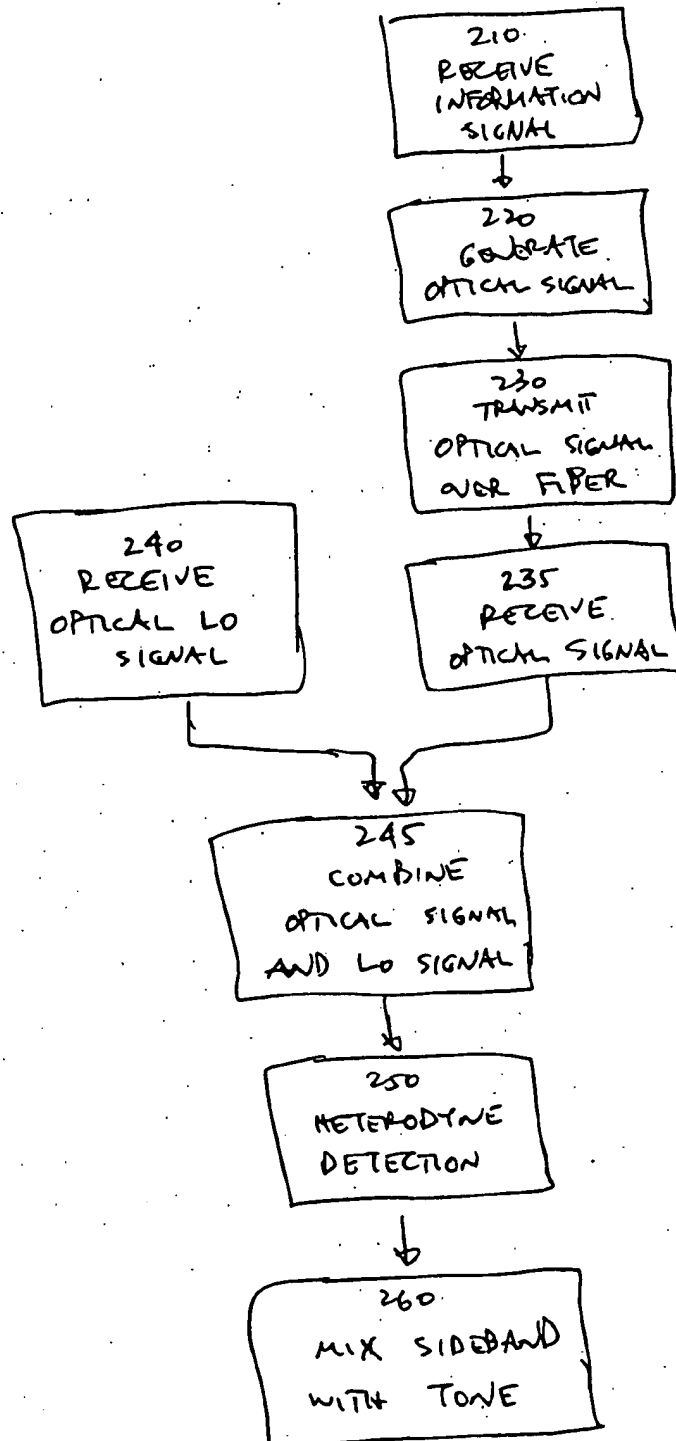 210
RECEIVE
INFORMATION
SIGNAL
220
GENERATE
OPTICAL SIGNAL
230
TRANSMIT
OPTICAL SIGNAL
OVER FIBER
240
RECEIVE
OPTICAL LO
SIGNAL
235
RECEIVE
OPTICAL SIGNAL
245
COMBINE
OPTICAL SIGNAL
AND LO SIGNAL
250
HETERODYNE
DETECTION
260
MIX SIDEBAND
WITH TONE